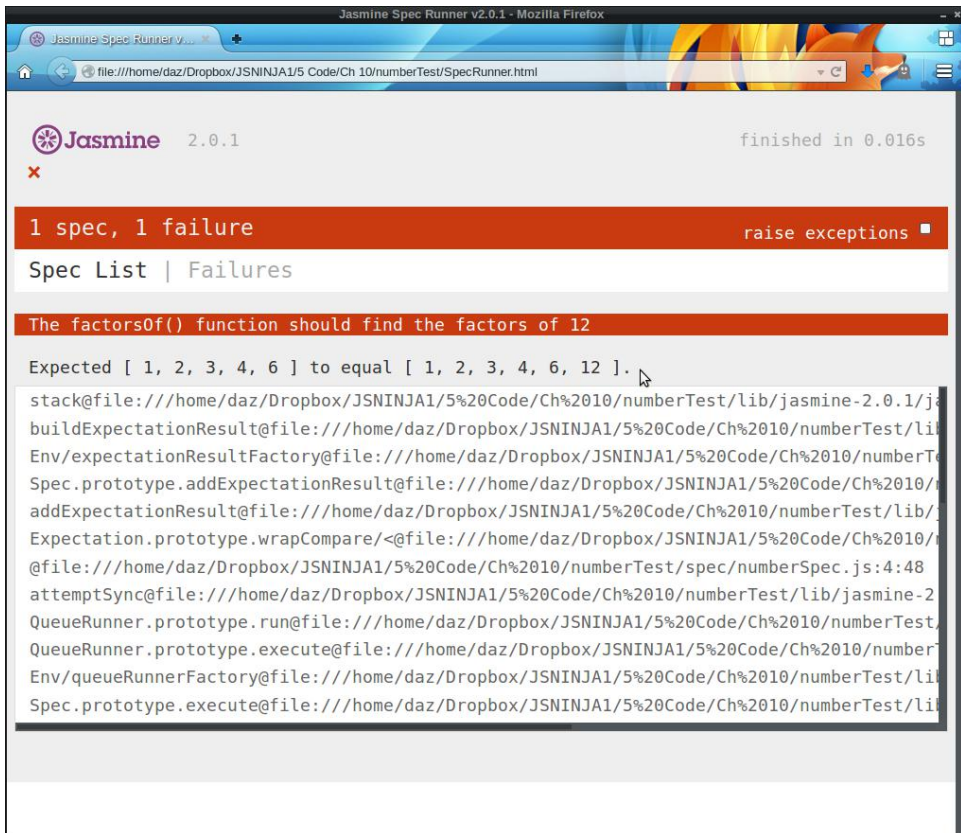 Jasmine Spec Runner v2.0.1 - Mozilla Firefox
Jasmine Spec Runner v...
file:///home/daz/Dropbox/JSNINJA1/5 Code/Ch 10/numberTest/SpecRunner.html
Jasmine 2.0.1 finished in 0.016s
1 spec, 1 failure raise exceptions
Spec List | Failures
The factorsOf() function should find the factors of 12
Expected [ 1, 2, 3, 4, 6 ] to equal [ 1, 2, 3, 4, 6, 12 ].
stack@file:///home/daz/Dropbox/JSNINJA1/5%20Code/Ch%2010/numberTest/lib/jasmine-2.0.1/ja
buildExpectationResult@file:///home/daz/Dropbox/JSNINJA1/5%20Code/Ch%2010/numberTest/lib
Env/expectationResultFactory@file:///home/daz/Dropbox/JSNINJA1/5%20Code/Ch%2010/numberTe
Spec.prototype.addExpectationResult@file:///home/daz/Dropbox/JSNINJA1/5%20Code/Ch%2010/n
addExpectationResult@file:///home/daz/Dropbox/JSNINJA1/5%20Code/Ch%2010/numberTest/lib/j
Expectation.prototype.wrapCompare/<@file:///home/daz/Dropbox/JSNINJA1/5%20Code/Ch%2010/n
@file:///home/daz/Dropbox/JSNINJA1/5%20Code/Ch%2010/numberTest/spec/numberSpec.js:4:48
attemptSync@file:///home/daz/Dropbox/JSNINJA1/5%20Code/Ch%2010/numberTest/lib/jasmine-2
QueueRunner.prototype.run@file:///home/daz/Dropbox/JSNINJA1/5%20Code/Ch%2010/numberTest/
QueueRunner.prototype.execute@file:///home/daz/Dropbox/JSNINJA1/5%20Code/Ch%2010/numberT
Env/queueRunnerFactory@file:///home/daz/Dropbox/JSNINJA1/5%20Code/Ch%2010/numberTest/lib
Spec.prototype.execute@file:///home/daz/Dropbox/JSNINJA1/5%20Code/Ch%2010/numberTest/lib